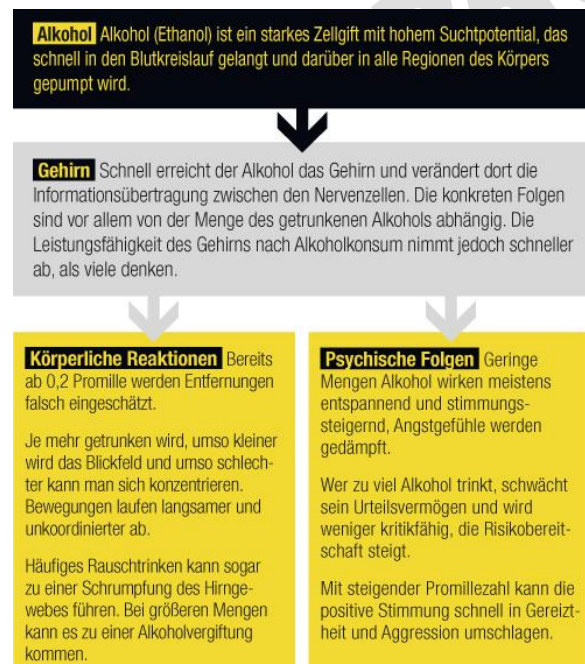 Alkohol Alkohol (Ethanol) ist ein starkes Zellgift mit hohem Suchtpotential, das
schnell in den Blutkreislauf gelangt und darüber in alle Regionen des Körpers
gepumpt wird.
Gehirn Schnell erreicht der Alkohol das Gehirn und verändert dort die
Informationsübertragung zwischen den Nervenzellen. Die konkreten Folgen
sind vor allem von der Menge des getrunkenen Alkohols abhängig. Die
Leistungsfähigkeit des Gehirns nach Alkoholkonsum nimmt jedoch schneller
ab, als viele denken.
Körperliche Reaktionen Bereits
ab 0,2 Promille werden Entfernungen
falsch eingeschätzt.
Je mehr getrunken wird, umso kleiner
wird das Blickfeld und umso schlech-
ter kann man sich konzentrieren.
Bewegungen laufen langsamer und
unkoordinierter ab.
Häufiges Rauschtrinken kann sogar
zu einer Schrumpfung des Hirnge-
webes führen. Bei größeren Mengen
kann es zu einer Alkoholvergiftung
kommen.
Psychische Folgen Geringe
Mengen Alkohol wirken meistens
entspannend und stimmungs-
steigernd, Angstgefühle werden
gedämpft.
Wer zu viel Alkohol trinkt, schwächt
sein Urteilsvermögen und wird
weniger kritikfähig, die Risikobereit-
schaft steigt.
Mit steigender Promillezahl kann die
positive Stimmung schnell in Gereizt-
heit und Aggression umschlagen.